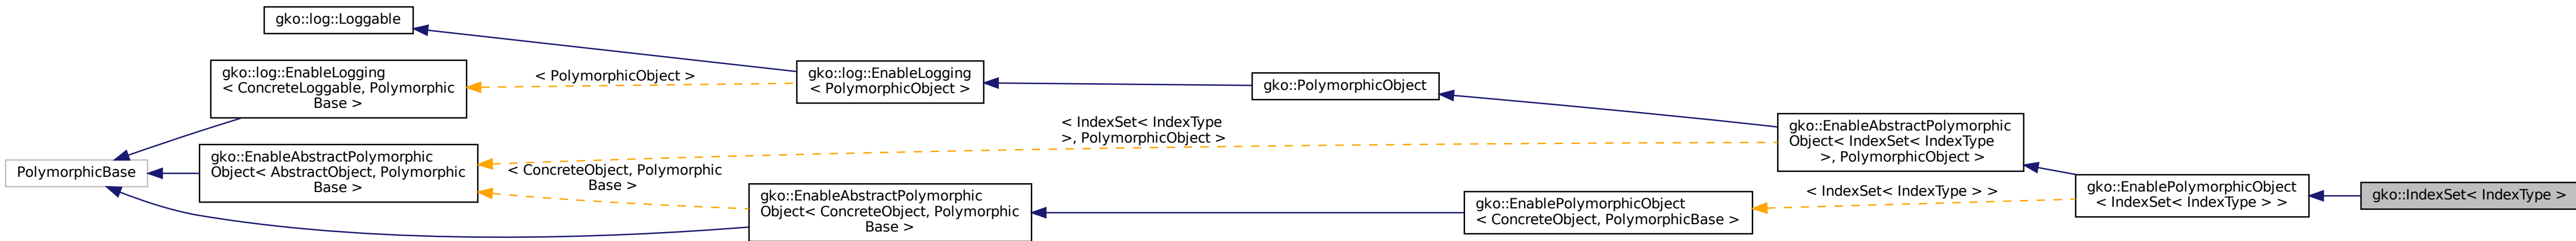 gko::log::Loggable
gko::log::EnableLogging
< ConcreteLoggable, Polymorphic
Base >
< PolymorphicObject >
gko::log::EnableLogging
< PolymorphicObject >
gko::PolymorphicObject
< IndexSet< IndexType
>, PolymorphicObject >
gko::EnableAbstractPolymorphic
Object< IndexSet< IndexType
>, PolymorphicObject >
PolymorphicBase
gko::EnableAbstractPolymorphic
Object< AbstractObject, Polymorphic
Base >
< ConcreteObject, Polymorphic
Base >
gko::EnableAbstractPolymorphic
Object< ConcreteObject, Polymorphic
Base >
gko::EnablePolymorphicObject
< ConcreteObject, PolymorphicBase >
< IndexSet< IndexType > >
gko::EnablePolymorphicObject
< IndexSet< IndexType > >
gko::IndexSet< IndexType >